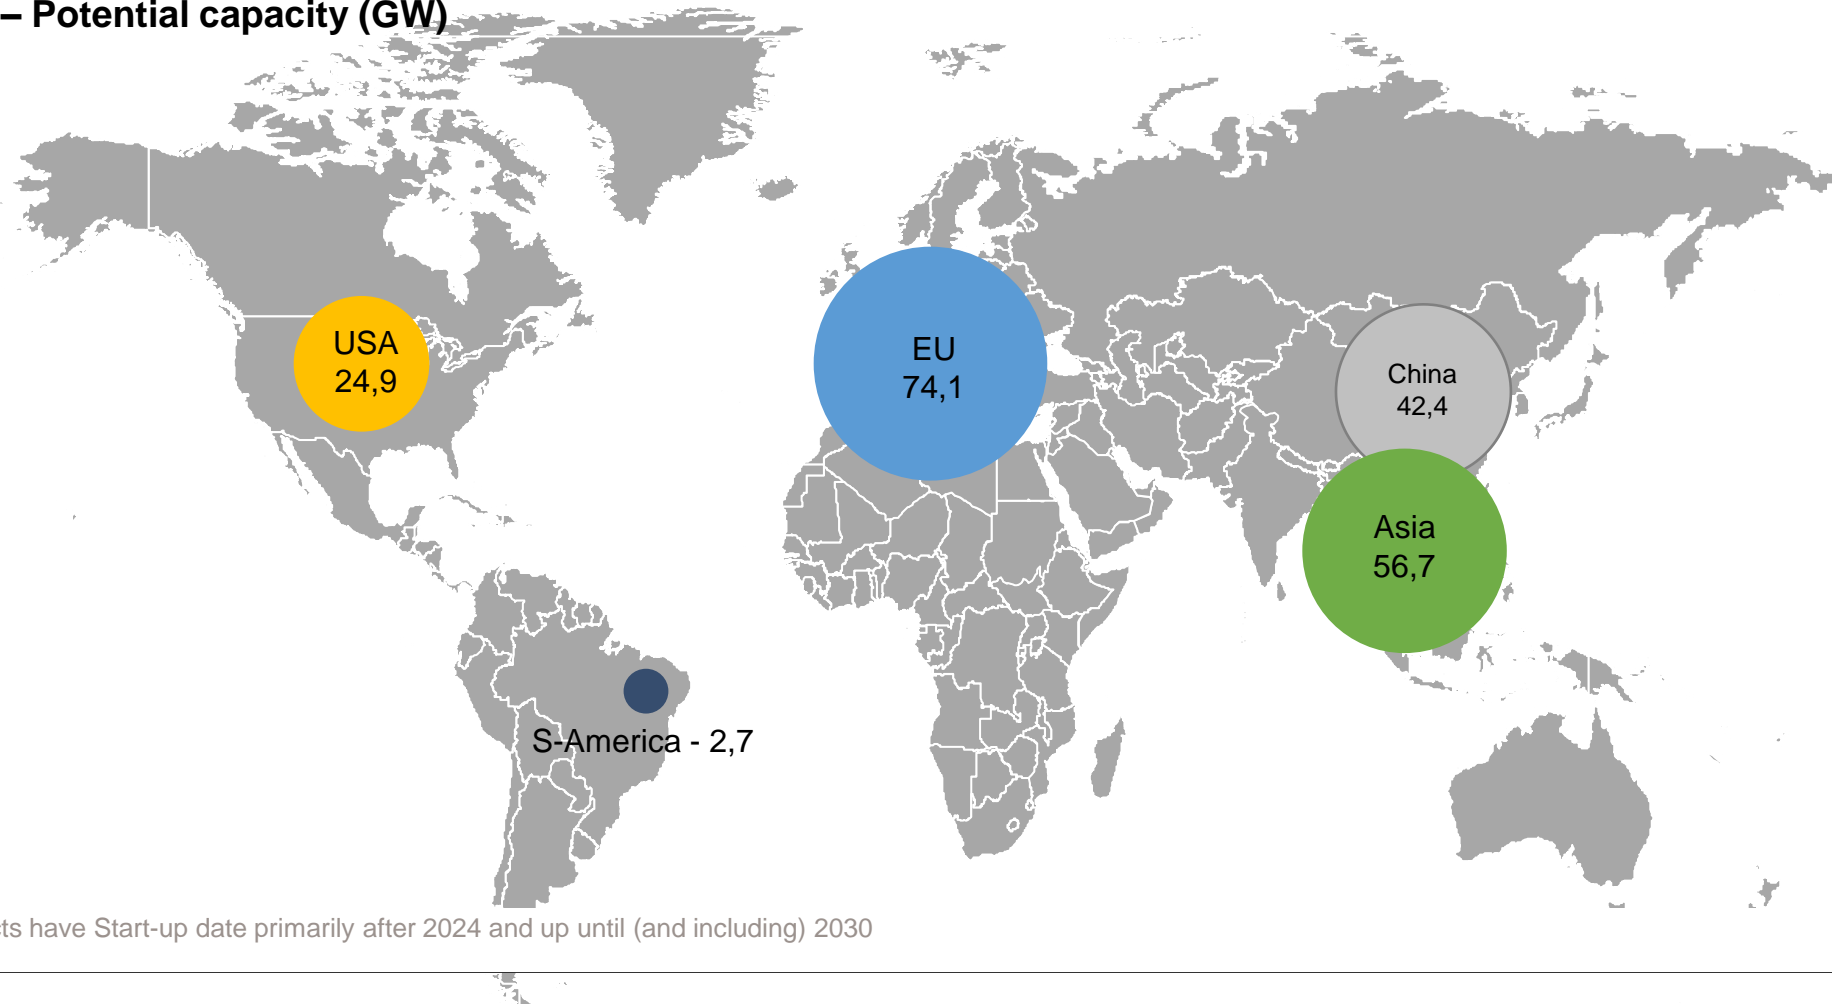 – Potential capacity (GW)
USA
24,9
EU
74,1
China
42,4
Asia
56,7
S-America - 2,7
have Start-up date primarily after 2024 and up until (and including) 2030